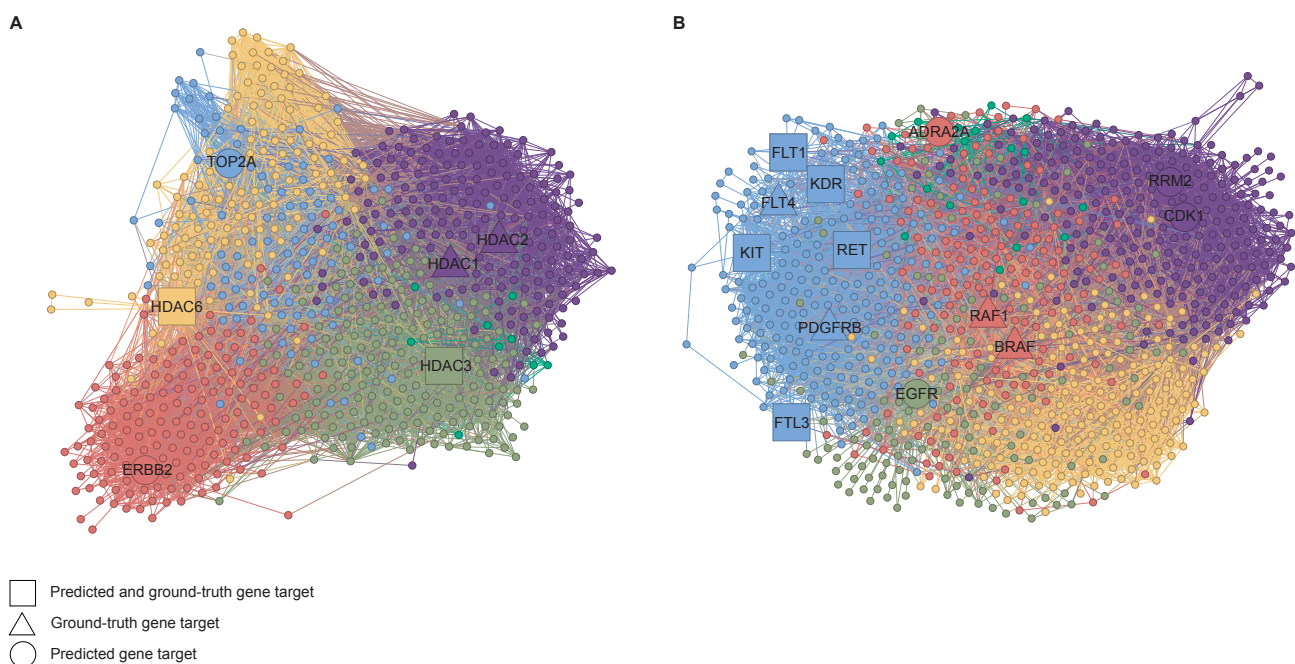 A
B
TOP2A
HDAC2
HDAC1
HDAC6
HDAC3
ERBB2
ADRA2A
FLT1
KDR
RRM2
FLT4
CDK1
KIT
RET
RAF1
PDGFRB
BRAF
EGFR
FTL3
Predicted and ground-truth gene target
Ground-truth gene target
Predicted gene target